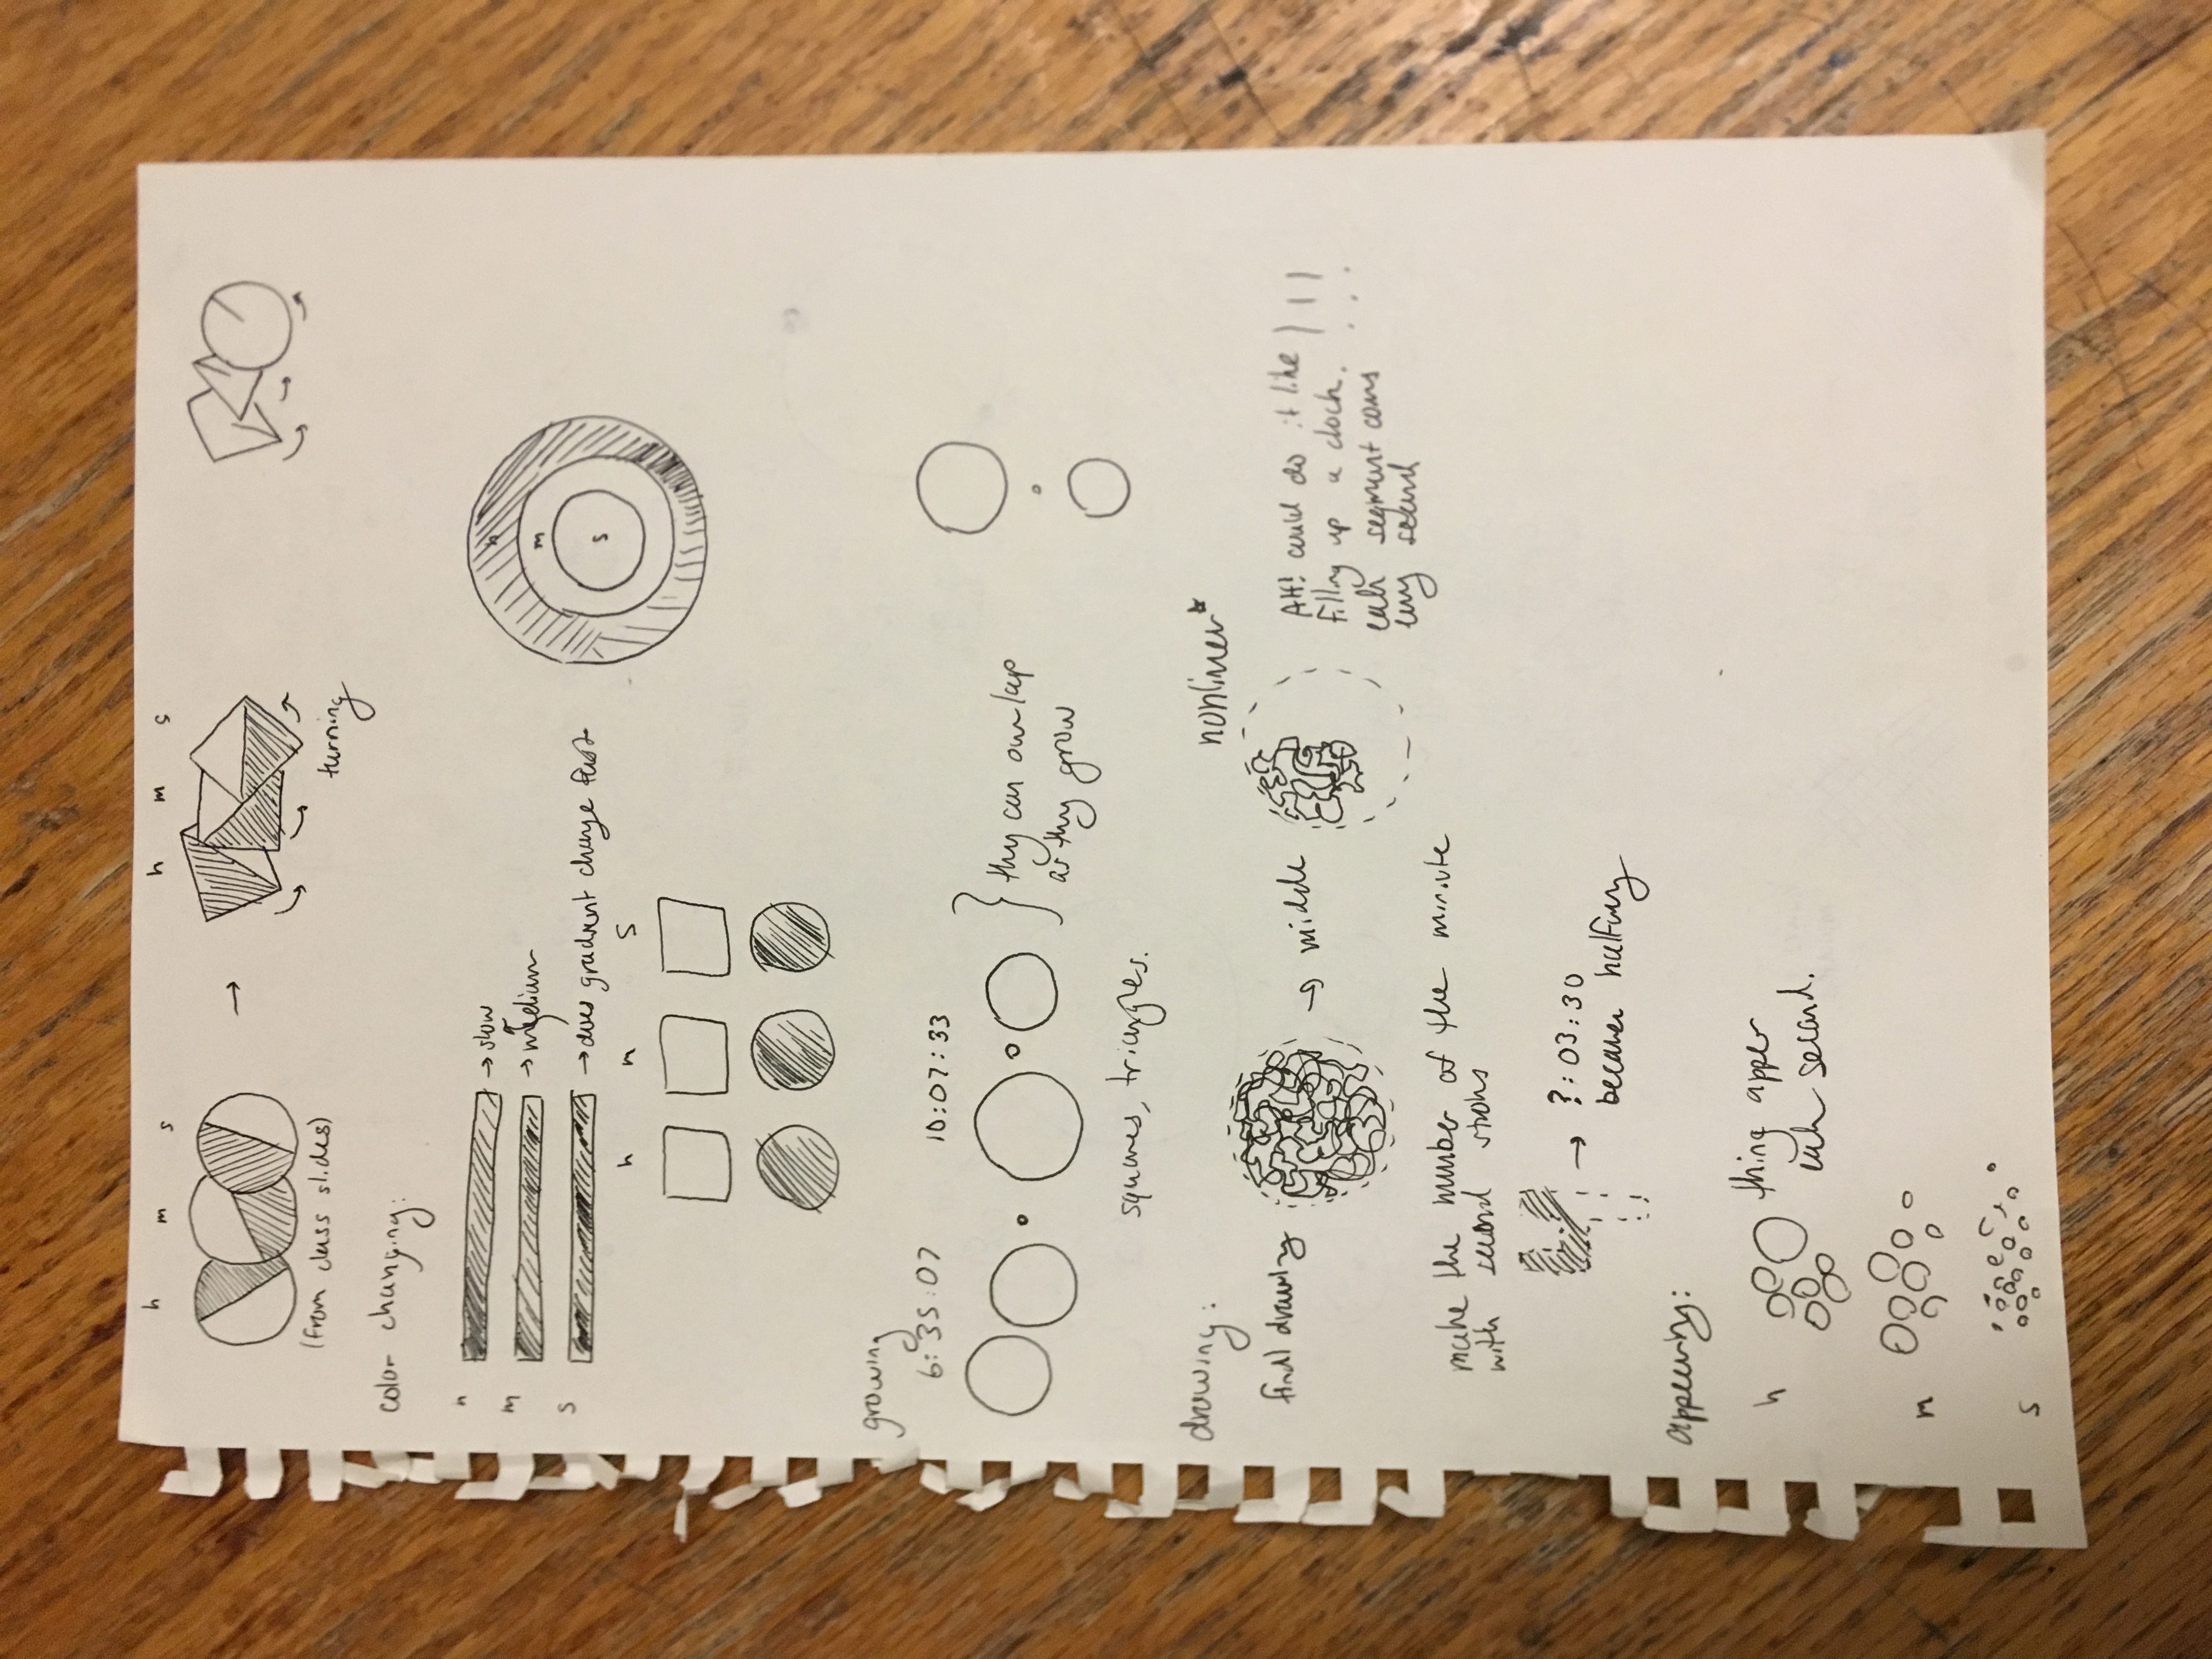 h m s
h m s
(from class slides)
turning
color changing:
h
→ slow
m
→ medium
s
→ does gradient change fast
h
m
s
h m s
growing
6:35:07
10:07:33
they can overlap
as they grow
squares, triangles.
drawing:
nonlinear*
final drawing
→ middle
AH! could do it like
filling up a clock.
each segment comes
every second
!!!
make the number of the minute
with second strokes
→ ?:03:30
because halfway
appearing:
h
thing apper
each second.
m
s